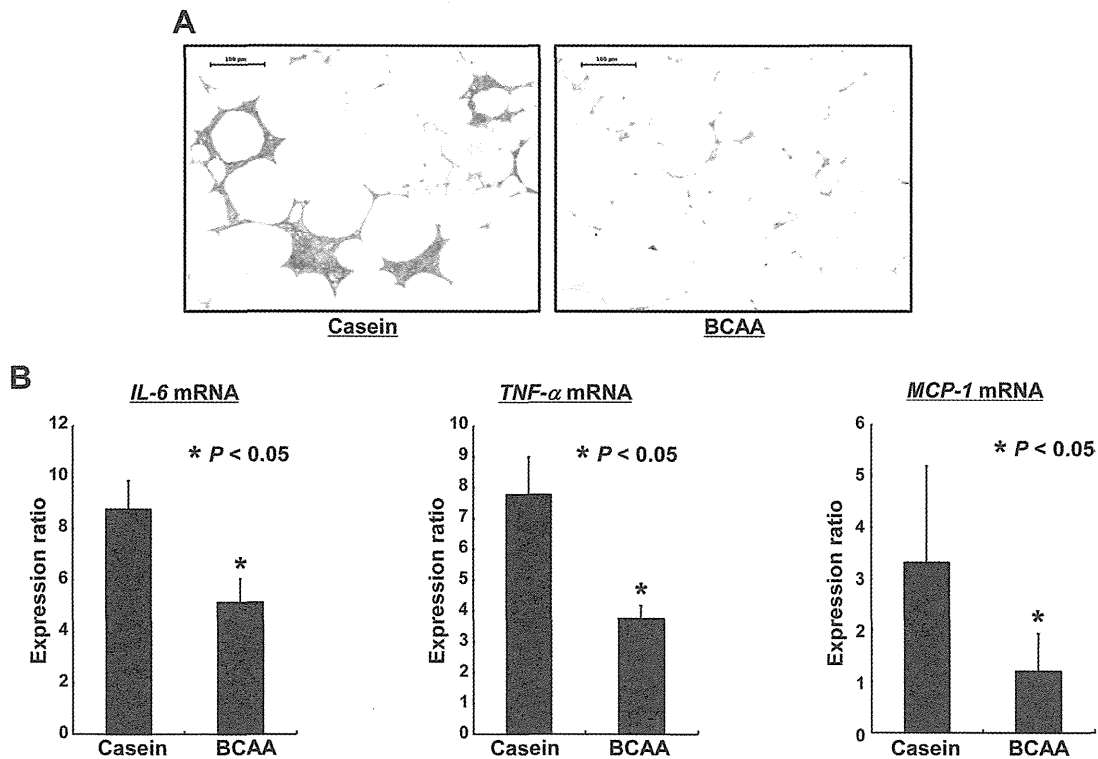 A
100 µm
100 µm
Casein
BCAA
B
IL-6 mRNA
TNF-α mRNA
MCP-1 mRNA
12
10
8
6
4
2
0
Expression ratio
* P < 0.05
*
Casein
BCAA
10
9
8
7
6
5
4
3
2
1
0
Expression ratio
* P < 0.05
*
Casein
BCAA
6
5
4
3
2
1
0
Expression ratio
* P < 0.05
*
Casein
BCAA